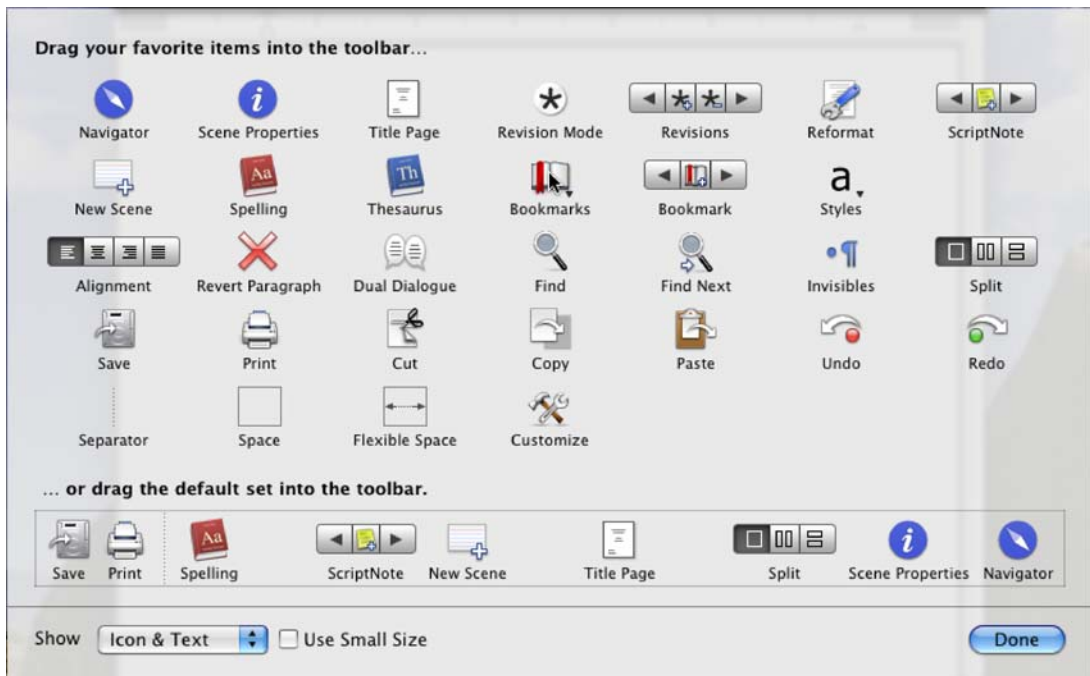 Drag your favorite items into the toolbar...
Navigator Scene Properties Title Page Revision Mode Revisions Reformat ScriptNote
Aa Th a
New Scene Spelling Thesaurus Bookmarks Bookmark Styles
Alignment Revert Paragraph Dual Dialogue Find Find Next Invisibles Split
Save Print Cut Copy Paste Undo Redo
Separator Space Flexible Space Customize
... or drag the default set into the toolbar.
Aa
Save Print Spelling ScriptNote New Scene Title Page Split Scene Properties Navigator
Show Icon & Text Use Small Size Done